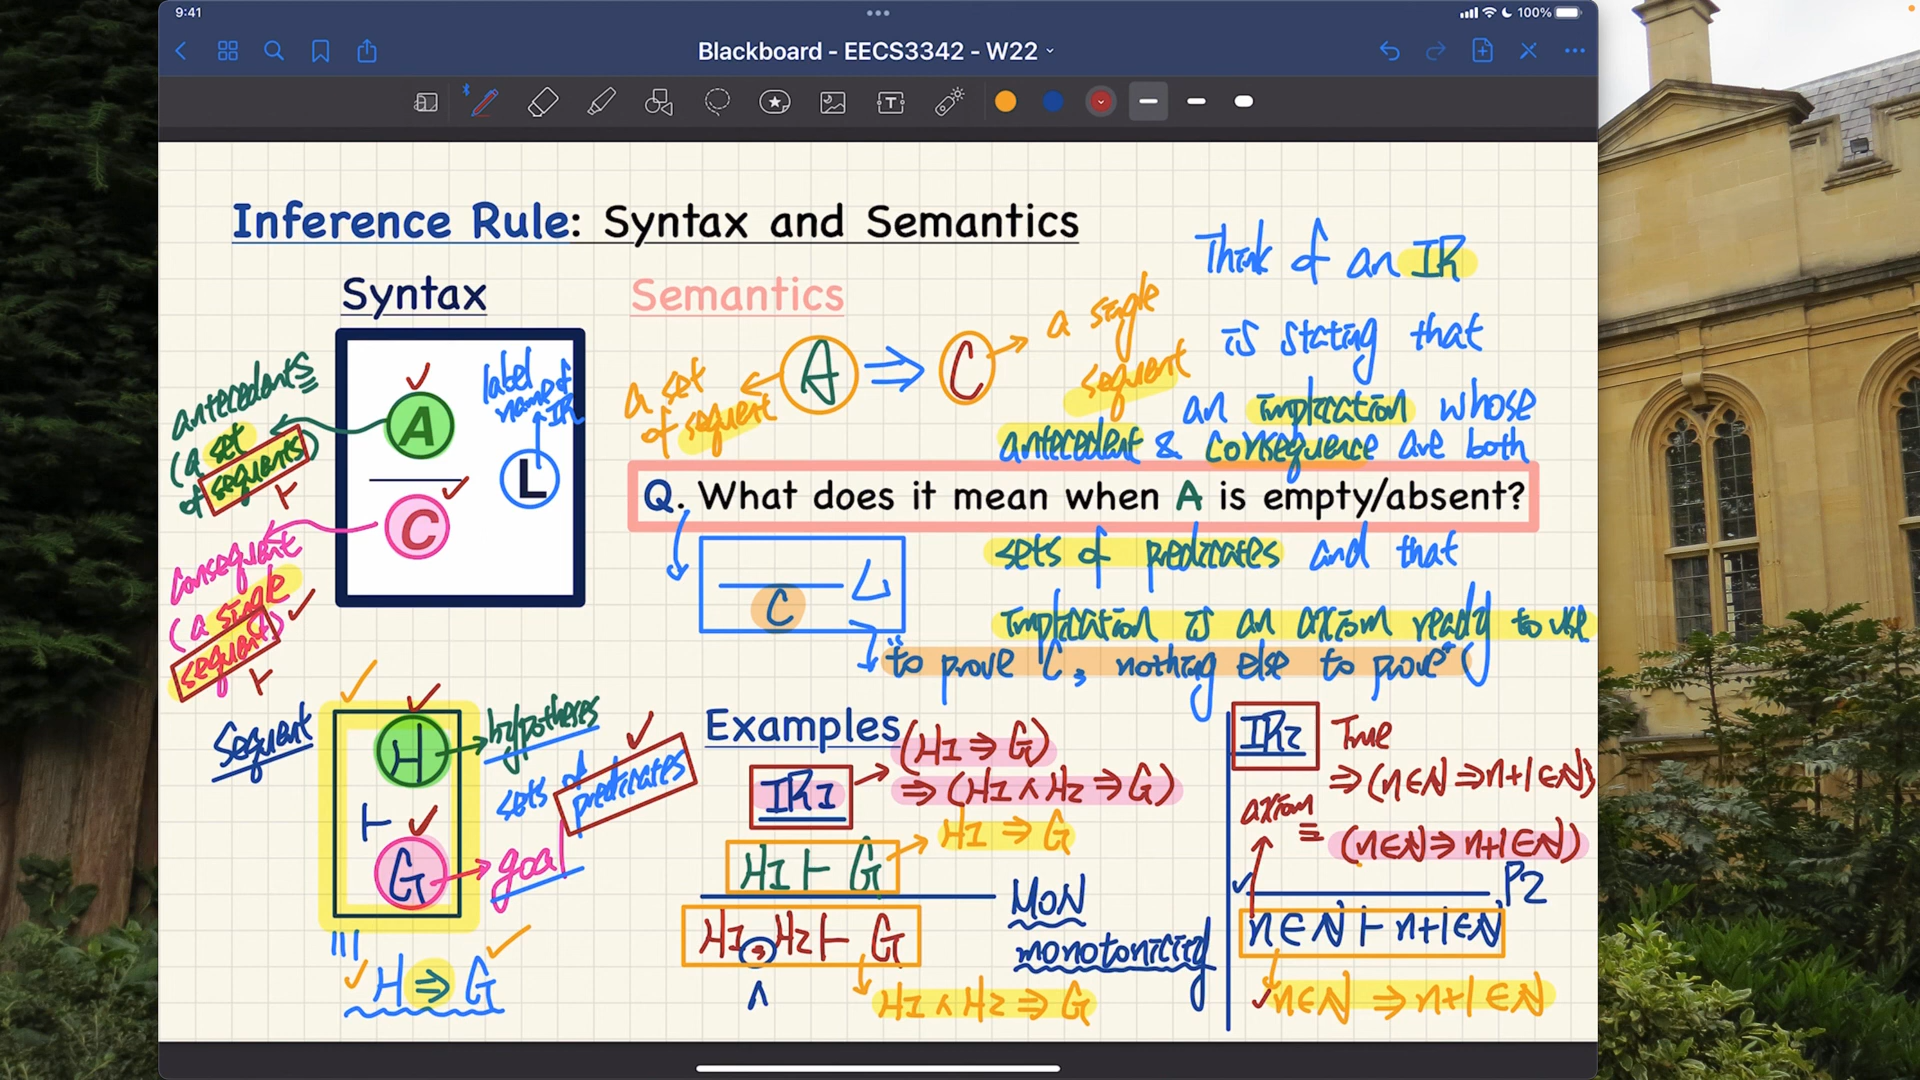 9:41
100%
Blackboard - EECS3342 - W22
Inference Rule: Syntax and Semantics
Syntax
antecedents
(a set
of sequents)
⊢
A
label
name of
IR
L
C
consequent
(a single
sequent)
⊢
Semantics
a set
of sequent
A ⇒ C
a single
sequent
Think of an IR
is stating that
an implication whose
antecedent & consequence are both
Q. What does it mean when A is empty/absent?
sets of predicates and that
implication is an axiom ready to use
L
C
"to prove C, nothing else to prove"
Sequent
H
hypotheses
sets of
predicates
⊢
G
goal
|||
H ⇒ G
Examples
IR1
(H1 ⇒ G)
⇒ (H1 ∧ H2 ⇒ G)
H1 ⊢ G
H1 ⇒ G
MON
monotonicity
H1, H2 ⊢ G
∧
H1 ∧ H2 ⇒ G
IR2
True
⇒ (n∈ℕ ⇒ n+1∈ℕ)
axiom
≡ (n∈ℕ ⇒ n+1∈ℕ)
P2
n∈ℕ ⊢ n+1∈ℕ
n∈ℕ ⇒ n+1∈ℕ